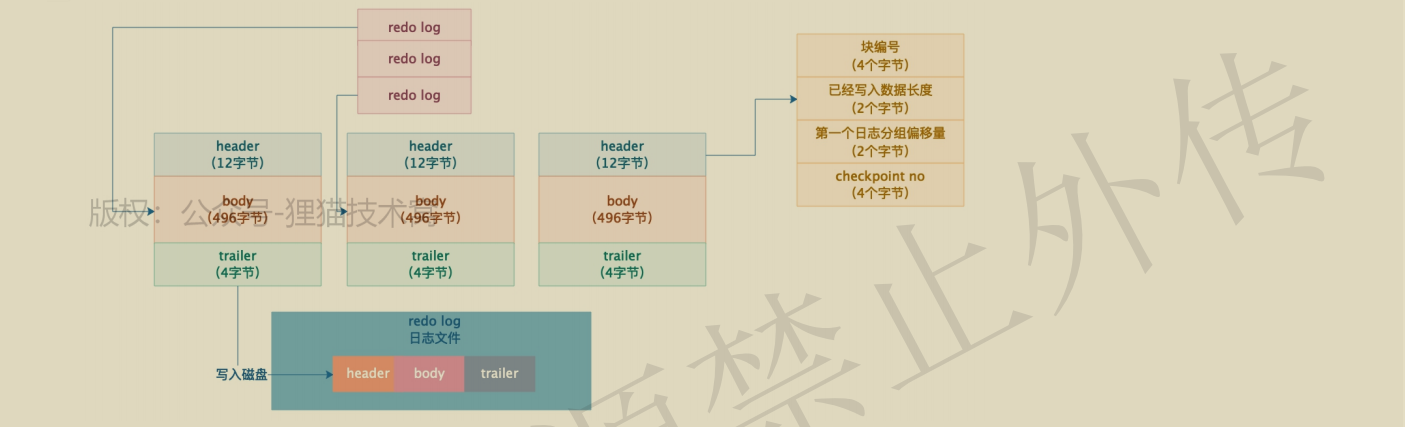 redo log
redo log
redo log
块编号
(4个字节)
已经写入数据长度
(2个字节)
第一个日志分组偏移量
(2个字节)
checkpoint no
(4个字节)
header
(12字节)
body
(496字节)
trailer
(4字节)
header
(12字节)
body
(496字节)
trailer
(4字节)
header
(12字节)
body
(496字节)
trailer
(4字节)
版权：公众号-狸猫技术
redo log
日志文件
写入磁盘
header
body
trailer
禁止外传